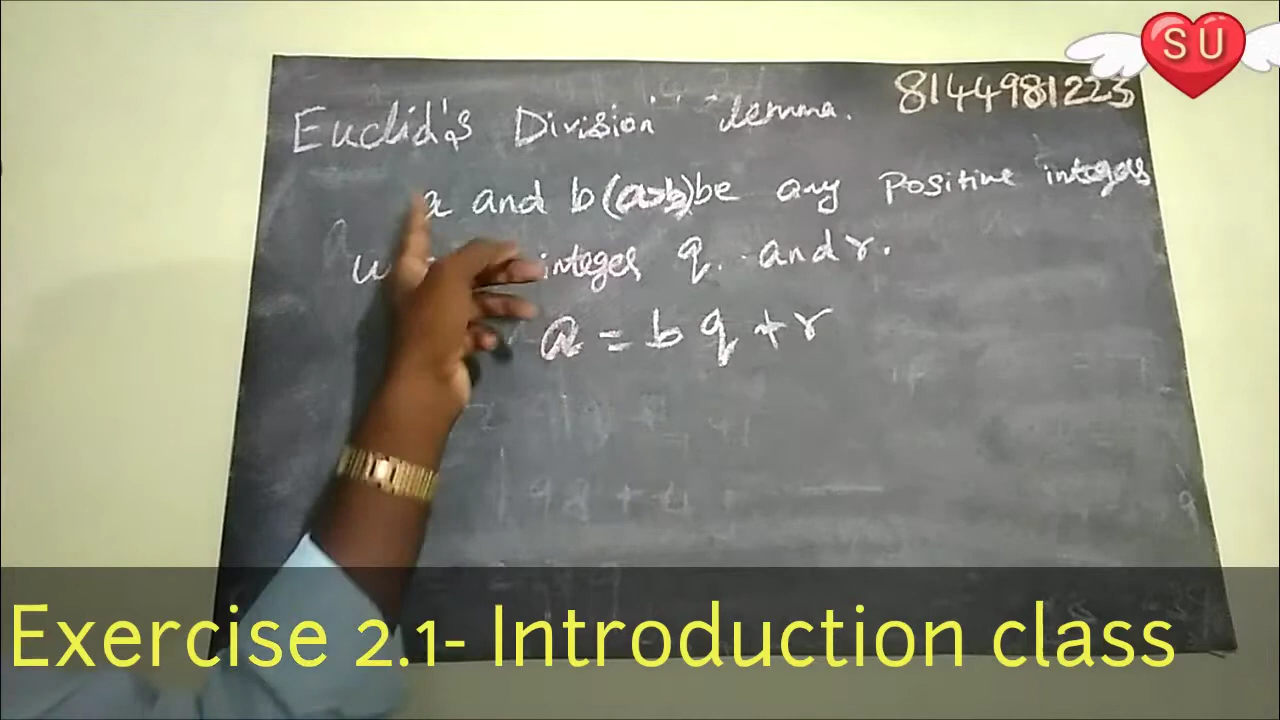 SU
8144981223
Euclid's Division lemma.
a and b (a>b) be any Positive integers
integer q. and r.
a = bq + r
Exercise 2.1- Introduction class